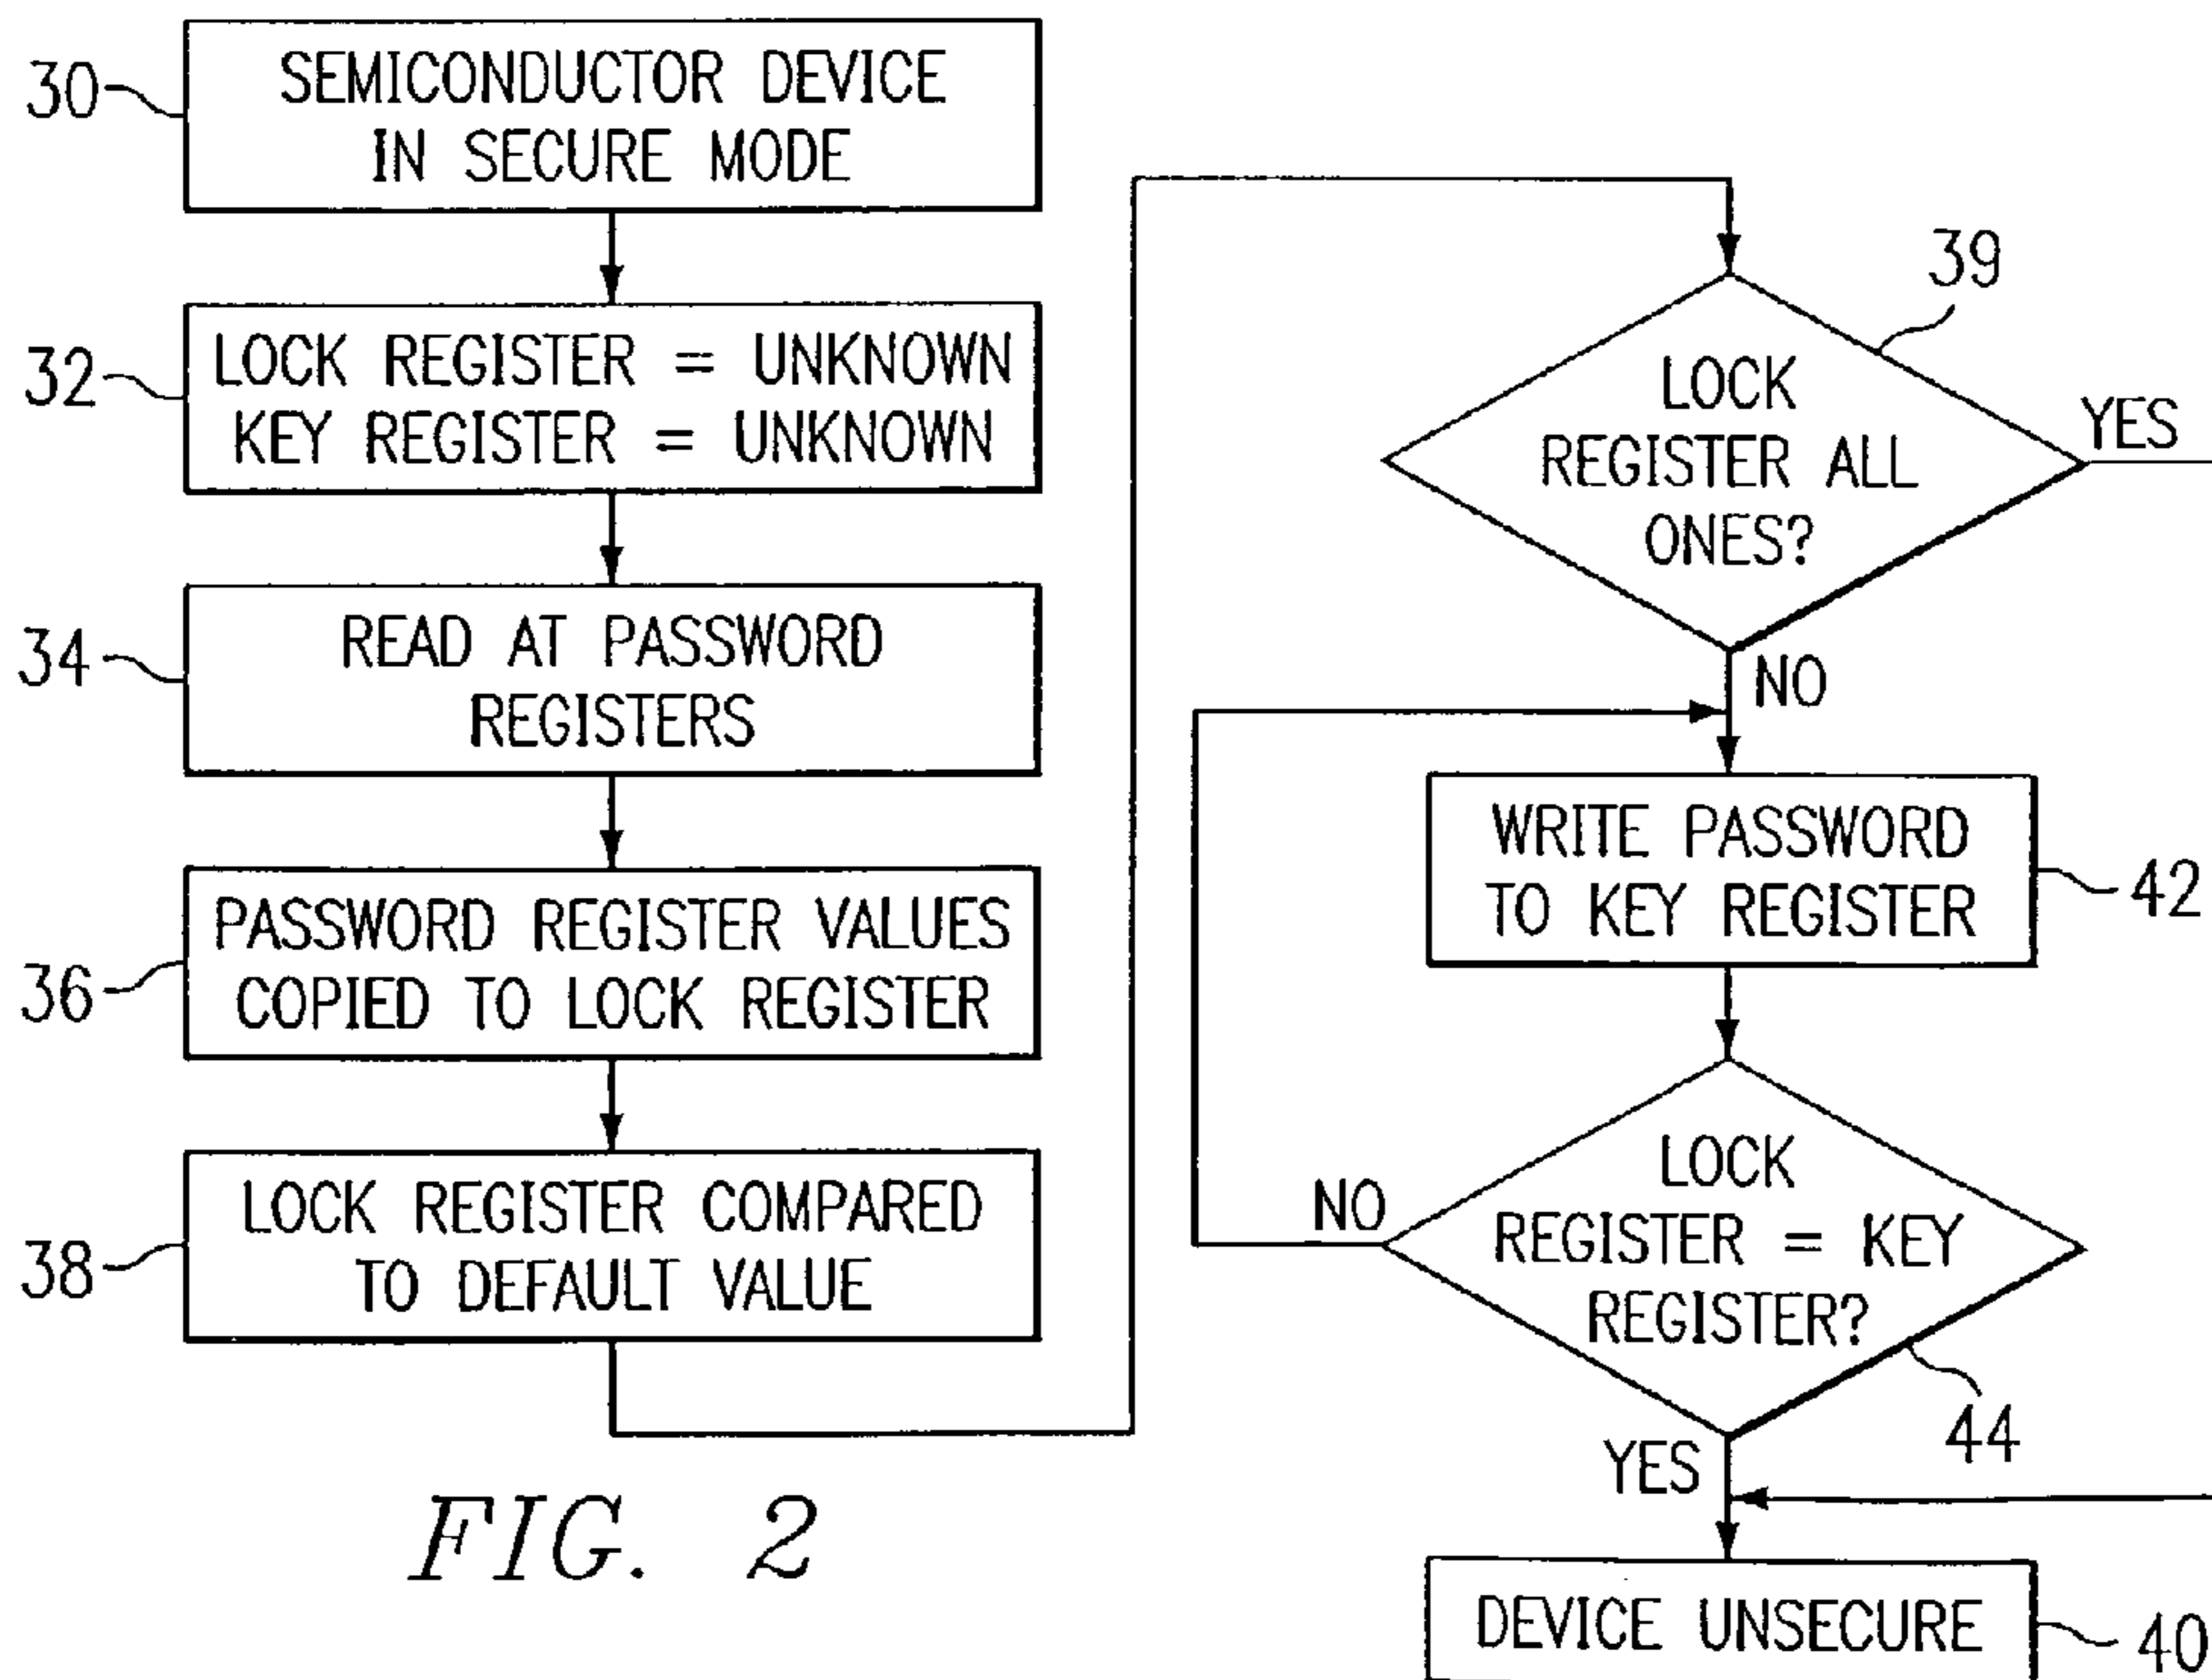 30
SEMICONDUCTOR DEVICE
IN SECURE MODE
32
LOCK REGISTER = UNKNOWN
KEY REGISTER = UNKNOWN
34
READ AT PASSWORD
REGISTERS
36
PASSWORD REGISTER VALUES
COPIED TO LOCK REGISTER
38
LOCK REGISTER COMPARED
TO DEFAULT VALUE
39
LOCK
REGISTER ALL
ONES?
YES
NO
WRITE PASSWORD
TO KEY REGISTER
42
LOCK
REGISTER = KEY
REGISTER?
NO
44
YES
DEVICE UNSECURE
40
FIG. 2